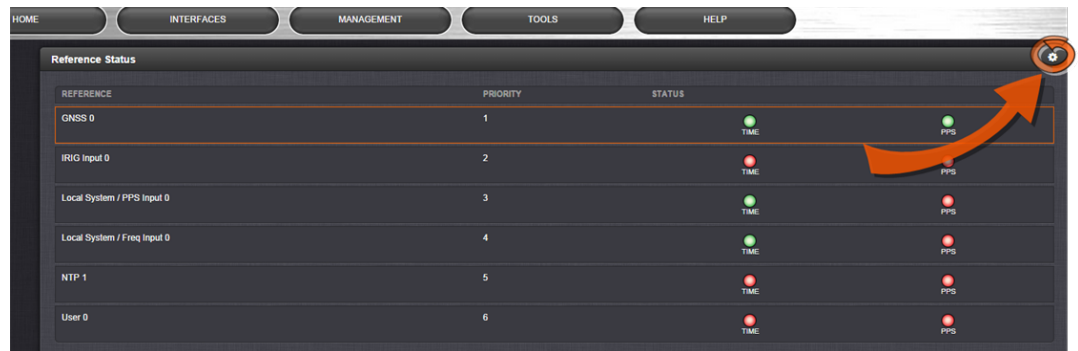 HOME INTERFACES MANAGEMENT TOOLS HELP
Reference Status
REFERENCE PRIORITY STATUS
GNSS 0 1
TIME PPS
IRIG Input 0 2
TIME PPS
Local System / PPS Input 0 3
TIME PPS
Local System / Freq Input 0 4
TIME PPS
NTP 1 5
TIME PPS
User 0 6
TIME PPS